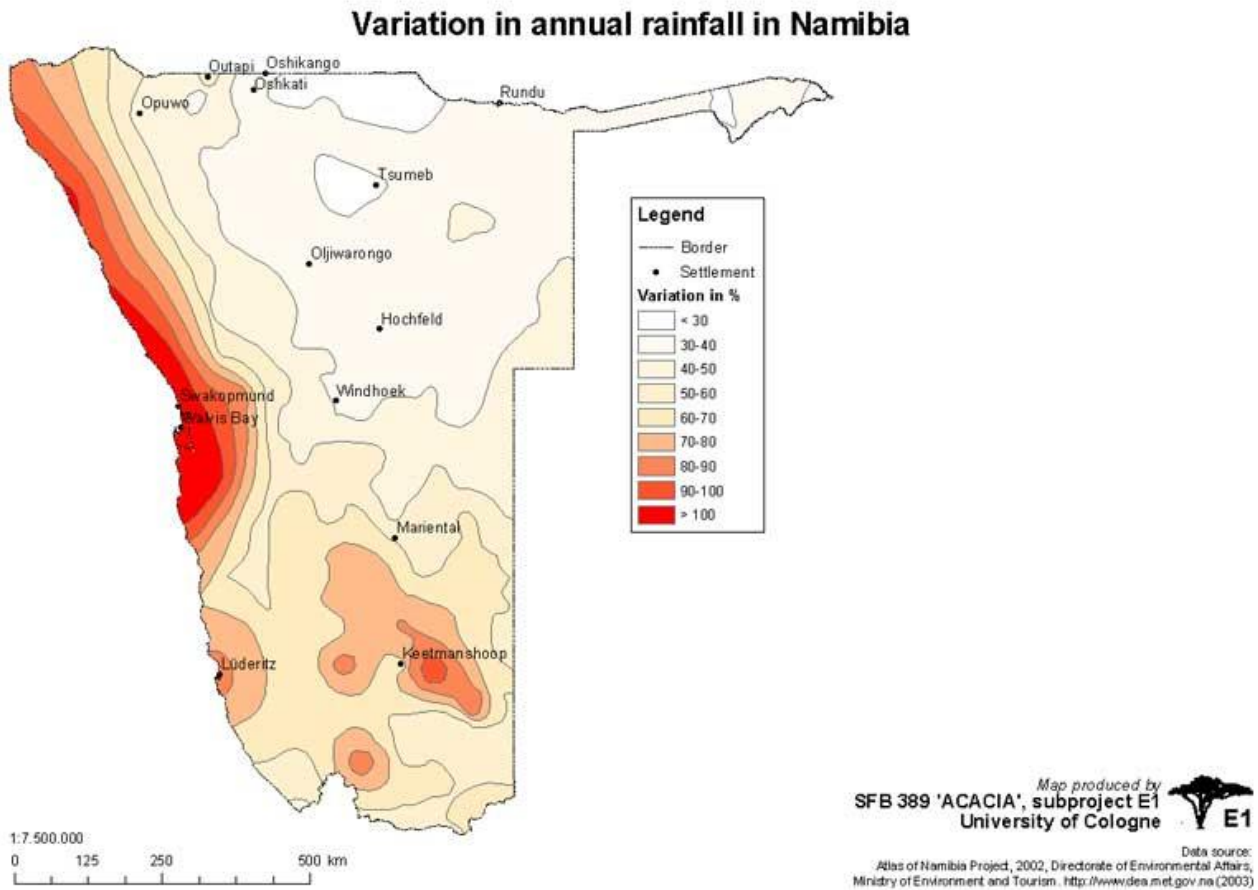 Variation in annual rainfall in Namibia
Outapi
Oshikango
Oshkati
Opuwo
Rundu
Tsumeb
Oljiwarongo
Hochfeld
Windhoek
Swakopmund
Walvis Bay
Mariental
Lüderitz
Keetmanshoop
Legend
Border
Settlement
Variation in %
< 30
30-40
40-50
50-60
60-70
70-80
80-90
90-100
> 100
1:7.500.000
0 125 250 500 km
Map produced by
SFB 389 'ACACIA', subproject E1
University of Cologne
E1
Data source:
Atlas of Namibia Project, 2002, Directorate of Environmental Affairs,
Ministry of Environment and Tourism. http://www.dea.met.gov.na (2003)